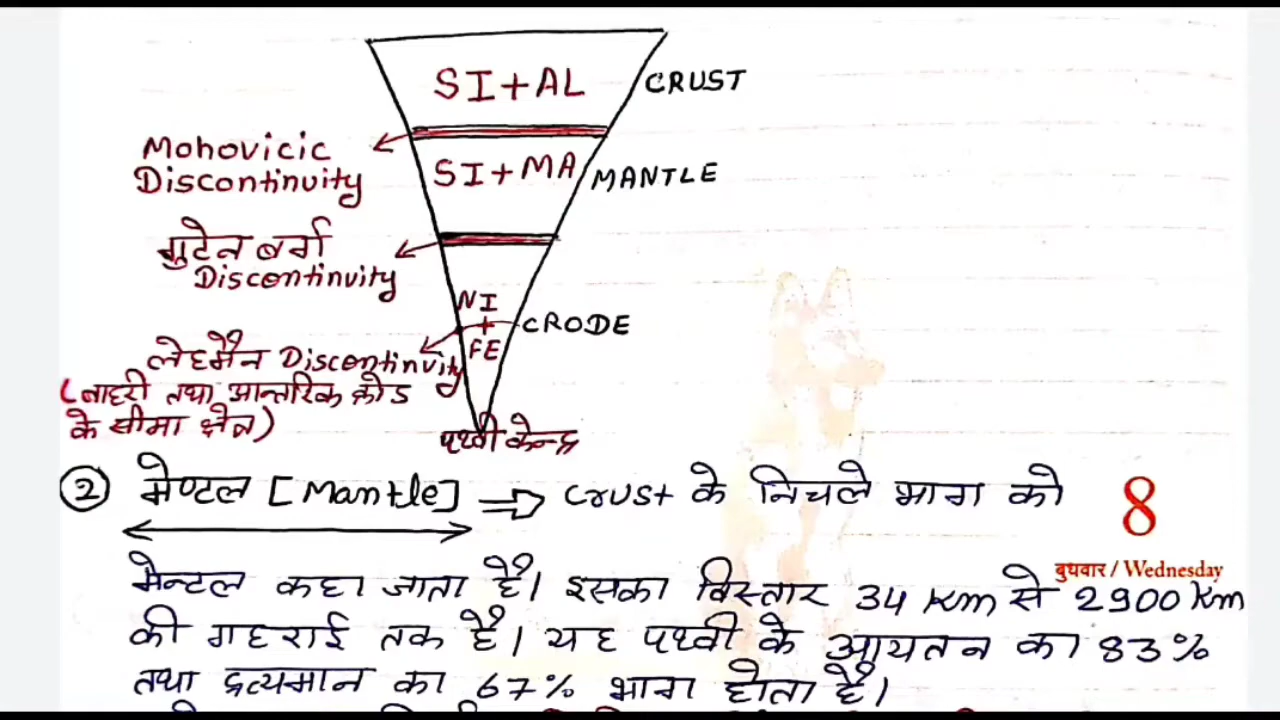 SI+AL
CRUST
Mohovicic
Discontinuity
SI+MA
MANTLE
गुटेन बर्ग
Discontinuity
NI
+
FE
CRODE
लेहमैन Discontinuity
(बाहरी तथा आन्तरिक क्रोड
के सीमा क्षेत्र)
पृथ्वी केन्द्र
② मेण्टल [Mantle] ⇒ Crust के निचले भाग को
8
बुधवार / Wednesday
मेन्टल कहा जाता है। इसका विस्तार 34 Km से 2900 Km
की गहराई तक है। यह पृथ्वी के आयतन का 83%
तथा द्रव्यमान का 67% भाग होता है।